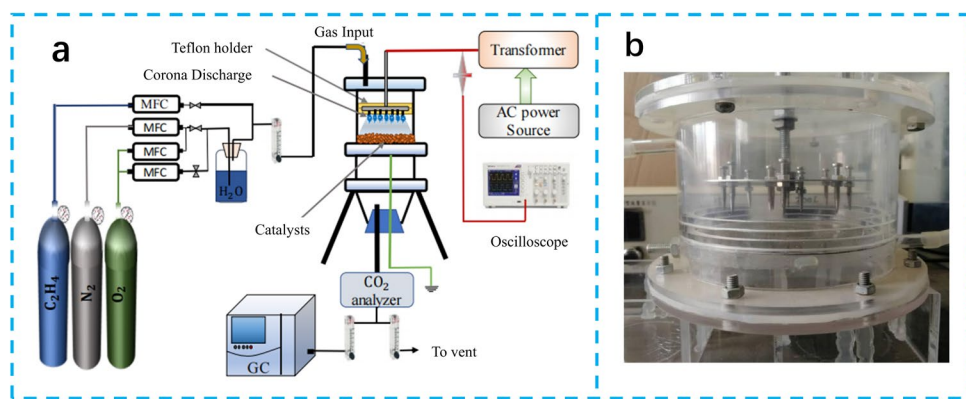 a
Gas Input
Teflon holder
Corona Discharge
Transformer
AC power
Source
MFC
MFC
MFC
MFC
H₂O
Catalysts
Oscilloscope
C₂H₄
N₂
O₂
CO₂
analyzer
GC
To vent
b